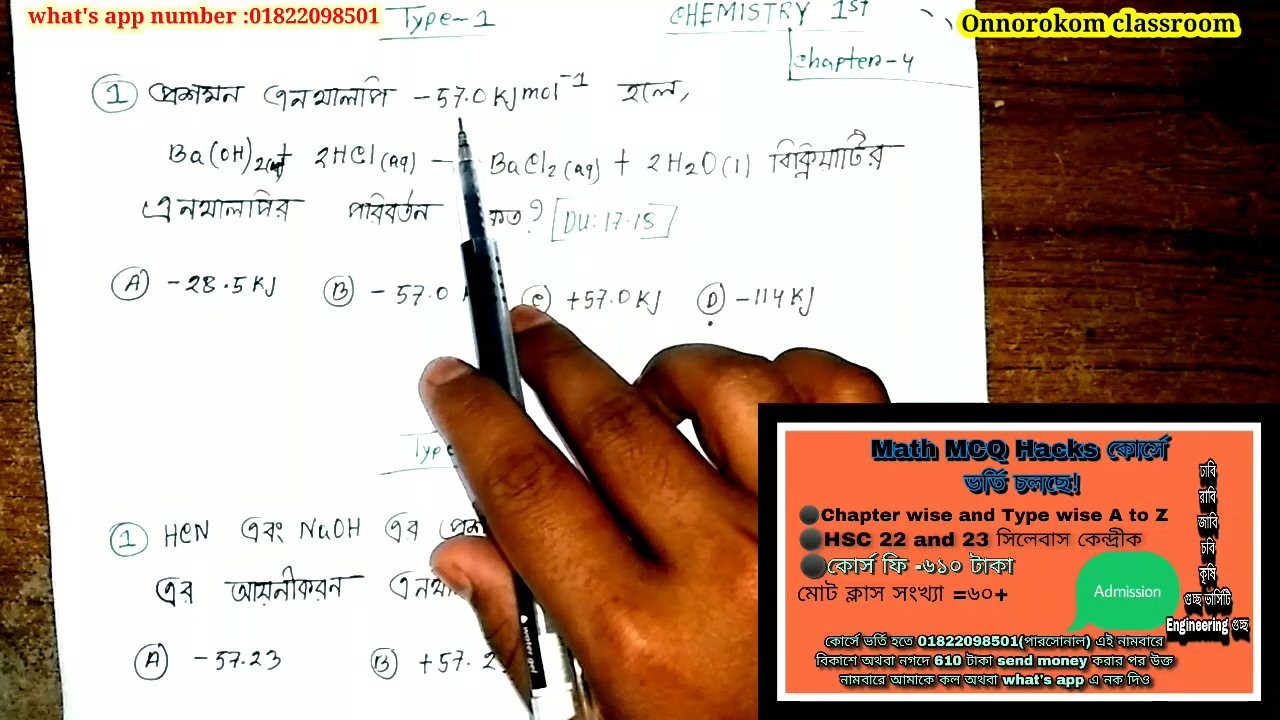 what's app number :01822098501
Type-1
CHEMISTRY 1ST
Onnorokom classroom
Chapter-4
① প্রশমন এনথালপি -57.0 KJ mol⁻¹ হলে,
Ba(OH)₂ + 2HCl(aq) — BaCl₂(aq) + 2H₂O(l) বিক্রিয়াটির
এনথালপির পরিবর্তন কত? [DU: 17-18]
Ⓐ -28.5 KJ Ⓑ -57.0 Ⓒ +57.0 KJ Ⓓ -114 KJ
① HCN এবং NaOH এর
এর আয়নীকরন
Ⓐ -57.23 Ⓑ +57.2
Math MCQ Hacks কোর্সে
ভর্তি চলছে!
Chapter wise and Type wise A to Z
HSC 22 and 23 সিলেবাস কেন্দ্রীক
কোর্স ফি -৬১০ টাকা
মোট ক্লাস সংখ্যা =৬০+
Admission
ঢাবি
রাবি
জাবি
চবি
কৃষি
গুচ্ছ ভার্সিটি
Engineering গুচ্ছ
কোর্সে ভর্তি হতে 01822098501(পারসোনাল) এই নামবারে
বিকাশে অথবা নগদে 610 টাকা send money করার পর উক্ত
নামবারে আমাকে কল অথবা what's app এ নক দিও
water gel